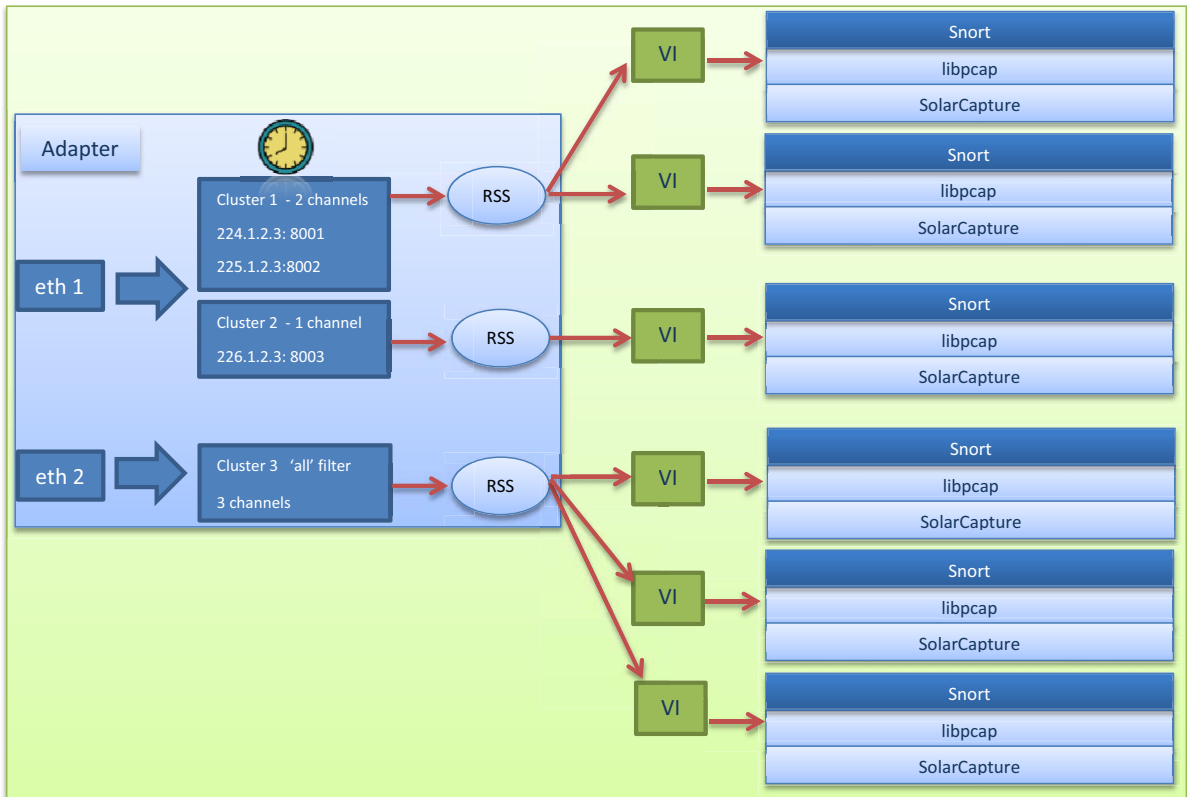 Adapter
eth 1
Cluster 1 - 2 channels
224.1.2.3: 8001
225.1.2.3:8002
Cluster 2 - 1 channel
226.1.2.3: 8003
eth 2
Cluster 3 ‘all’ filter
3 channels
RSS
RSS
RSS
VI
Snort
libpcap
SolarCapture
VI
Snort
libpcap
SolarCapture
VI
Snort
libpcap
SolarCapture
VI
Snort
libpcap
SolarCapture
VI
Snort
libpcap
SolarCapture
VI
Snort
libpcap
SolarCapture